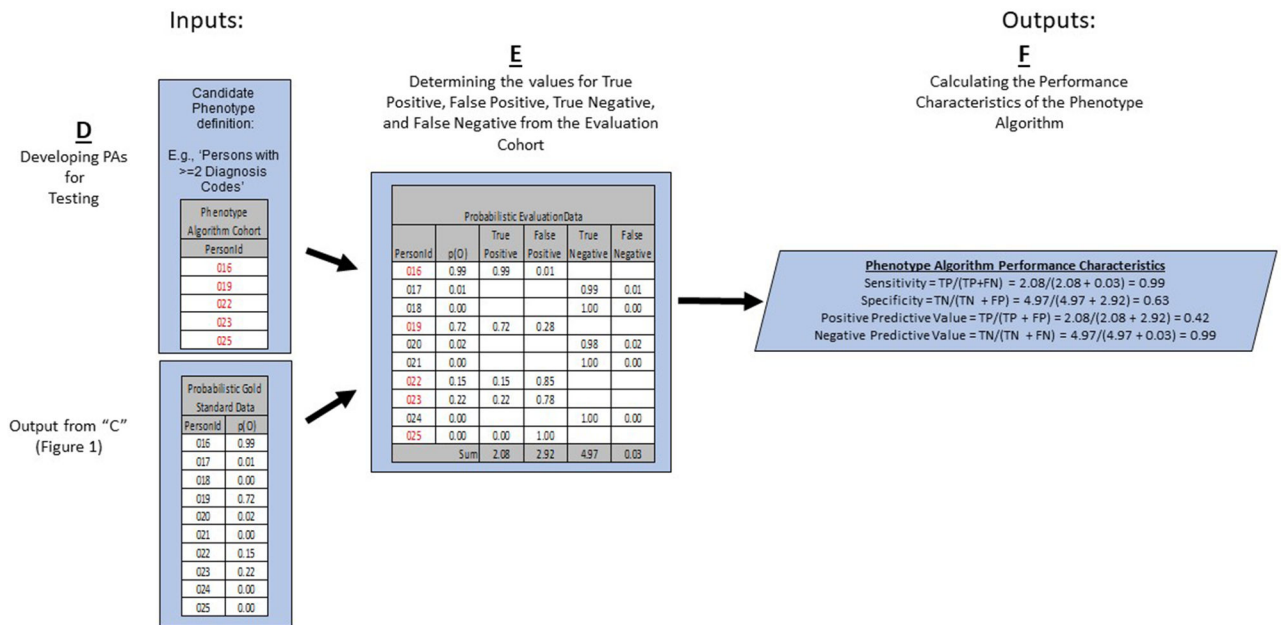 Inputs:
Outputs:
D
Developing PAs
for
Testing
Candidate
Phenotype
definition:
E.g., 'Persons with
>=2 Diagnosis
Codes'
Phenotype
Algorithm Cohort
PersonId
016
019
022
023
025
Output from "C"
(Figure 1)
Probabilistic Gold
Standard Data
PersonId p(O)
016 0.99
017 0.01
018 0.00
019 0.72
020 0.02
021 0.00
022 0.15
023 0.22
024 0.00
025 0.00
E
Determining the values for True
Positive, False Positive, True Negative,
and False Negative from the Evaluation
Cohort
Probabilistic EvaluationData
True False True False
PersonId p(O) Positive Positive Negative Negative
016 0.99 0.99 0.01
017 0.01 0.99 0.01
018 0.00 1.00 0.00
019 0.72 0.72 0.28
020 0.02 0.98 0.02
021 0.00 1.00 0.00
022 0.15 0.15 0.85
023 0.22 0.22 0.78
024 0.00 1.00 0.00
025 0.00 0.00 1.00
Sum 2.08 2.92 4.97 0.03
F
Calculating the Performance
Characteristics of the Phenotype
Algorithm
Phenotype Algorithm Performance Characteristics
Sensitivity = TP/(TP+FN) = 2.08/(2.08 + 0.03) = 0.99
Specificity = TN/(TN + FP) = 4.97/(4.97 + 2.92) = 0.63
Positive Predictive Value = TP/(TP + FP) = 2.08/(2.08 + 2.92) = 0.42
Negative Predictive Value = TN/(TN + FN) = 4.97/(4.97 + 0.03) = 0.99